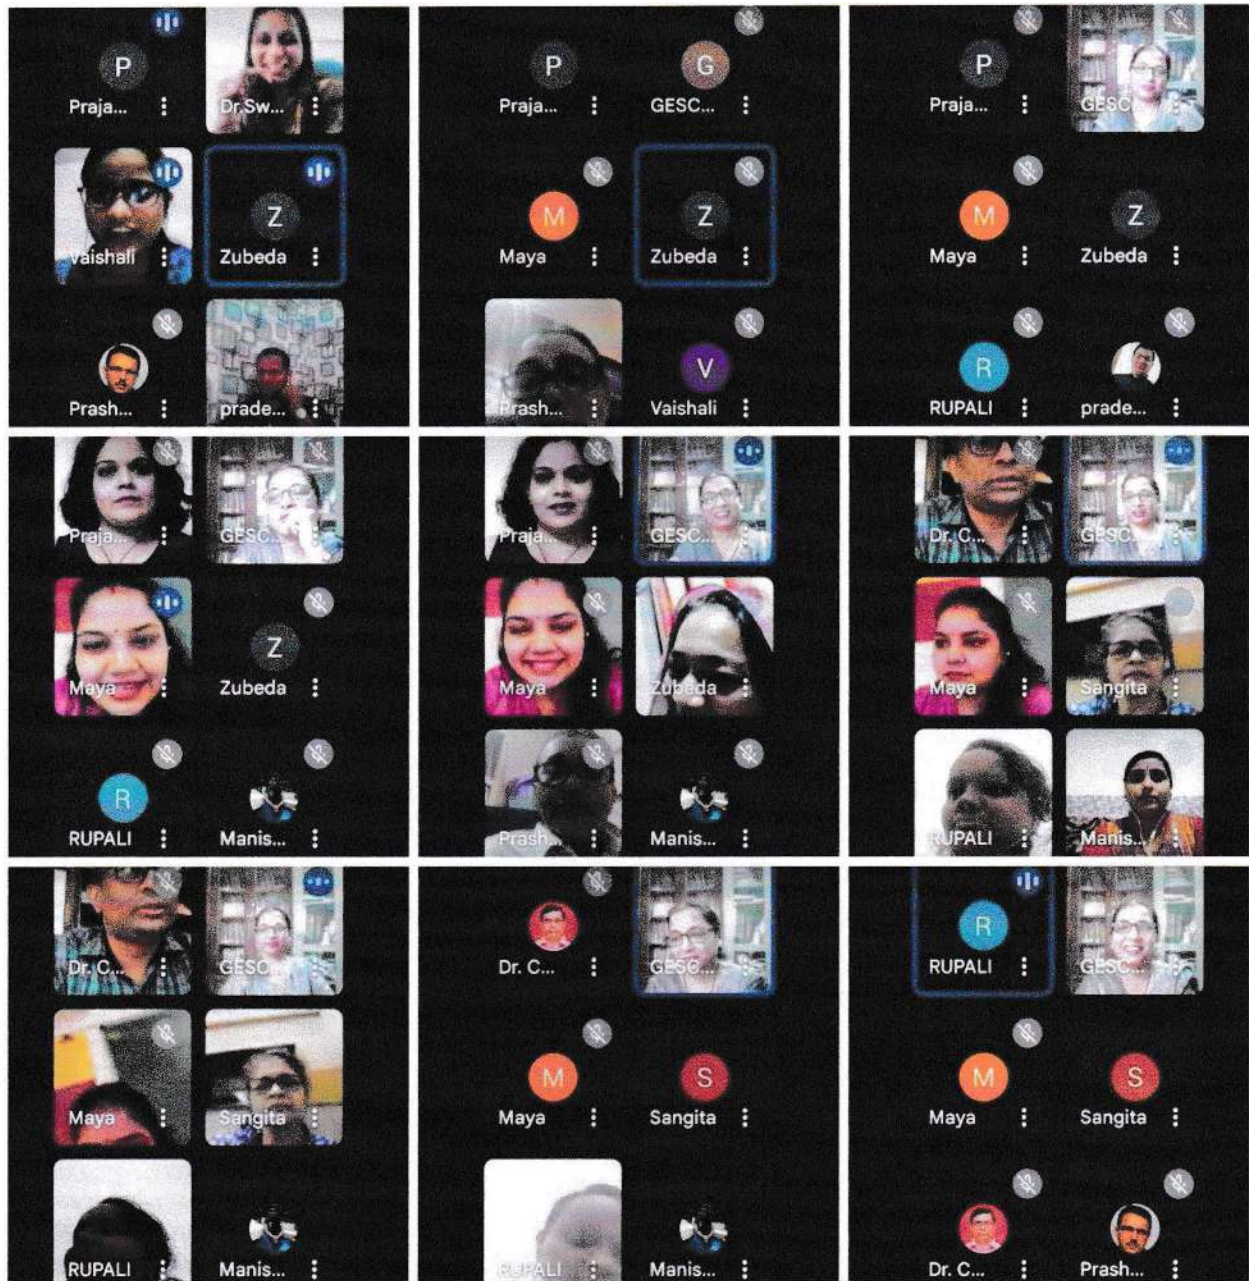 P
Praja... Dr.Sw...
Z
Vaishali Zubeda
Prash... prade...
P G
Praja... GESC...
M Z
Maya Zubeda
V
Prash... Vaishali
P
Praja... GESC...
M Z
Maya Zubeda
R
RUPALI prade...
Praja... GESC...
Z
Maya Zubeda
R
RUPALI Manis...
Praja... GESC...
Maya Zubeda
Prash... Manis...
Dr. C... GESC...
Maya Sangita
RUPALI Manis...
Dr. C... GESC...
Maya Sangita
RUPALI Manis...
Dr. C... GESC...
M S
Maya Sangita
RUPALI Manis...
R
RUPALI GESC...
M S
Maya Sangita
Dr. C... Prash...